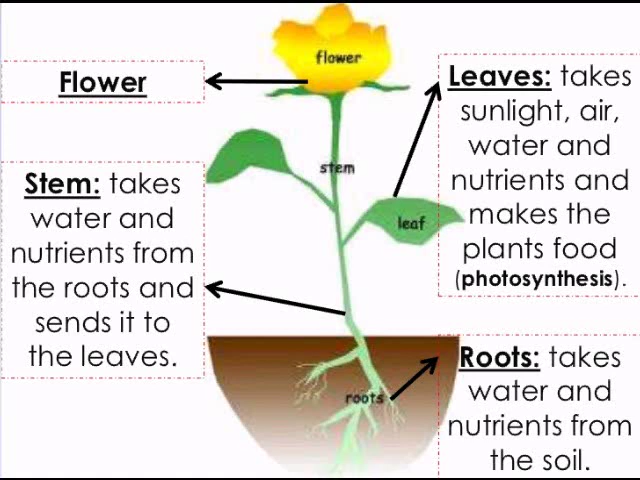 Flower
Stem: takes
water and
nutrients from
the roots and
sends it to
the leaves.
flower
stem
leaf
roots
Leaves: takes
sunlight, air,
water and
nutrients and
makes the
plants food
(photosynthesis).
Roots: takes
water and
nutrients from
the soil.